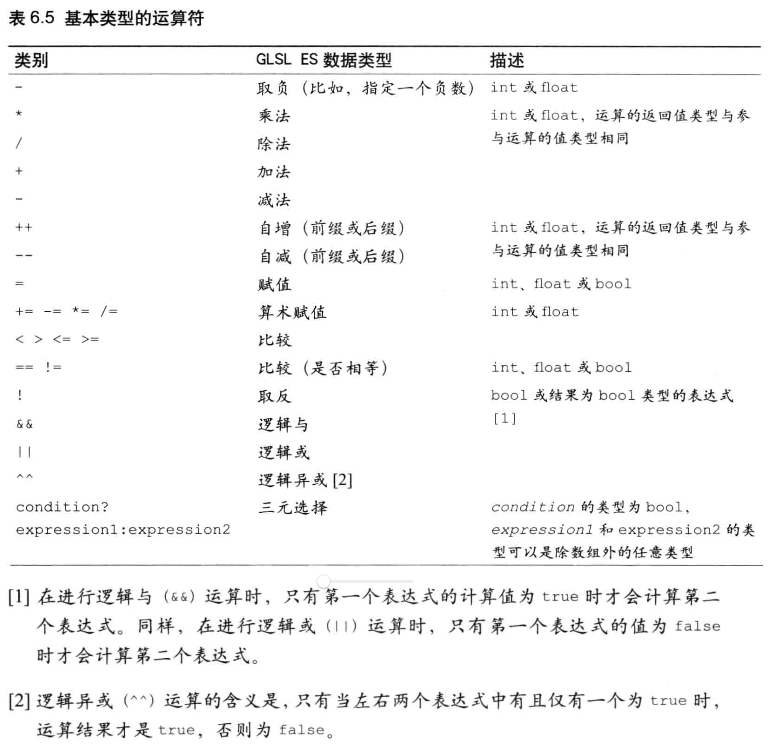 表 6.5 基本类型的运算符
类别 GLSL ES 数据类型 描述
- 取负（比如，指定一个负数） int 或 float
* 乘法 int 或 float，运算的返回值类型与参
/ 除法 与运算的值类型相同
+ 加法
- 减法
++ 自增（前缀或后缀） int 或 float，运算的返回值类型与参
-- 自减（前缀或后缀） 与运算的值类型相同
= 赋值 int、float 或 bool
+= -= *= /= 算术赋值 int 或 float
< > <= >= 比较
== != 比较（是否相等） int、float 或 bool
! 取反 bool 或结果为 bool 类型的表达式
&& 逻辑与 [1]
|| 逻辑或
^^ 逻辑异或 [2]
condition? 三元选择 condition 的类型为 bool，
expression1:expression2 expression1 和 expression2 的类
型可以是除数组外的任意类型
[1] 在进行逻辑与（&&）运算时，只有第一个表达式的计算值为 true 时才会计算第二
个表达式。同样，在进行逻辑或（||）运算时，只有第一个表达式的值为 false
时才会计算第二个表达式。
[2] 逻辑异或（^^）运算的含义是，只有当左右两个表达式中有且仅有一个为 true 时，
运算结果才是 true，否则为 false。